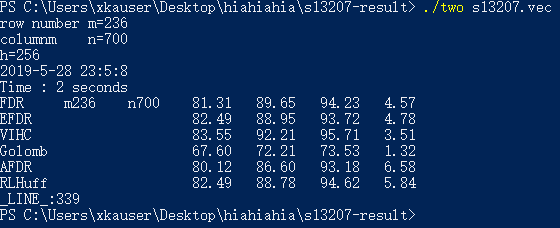 PS C:\Users\xkauser\Desktop\hiahiahia\s13207-result> ./two s13207.vec
row number m=236
columnm    n=700
h=256
2019-5-28 23:5:8
Time : 2 seconds
FDR    m236    n700    81.31    89.65    94.23    4.57
EFDR    82.49    88.95    93.72    4.78
VIHC    83.55    92.21    95.71    3.51
Golomb    67.60    72.21    73.53    1.32
AFDR    80.12    86.60    93.18    6.58
RLHuff    82.49    88.78    94.62    5.84
_LINE_:339
PS C:\Users\xkauser\Desktop\hiahiahia\s13207-result>